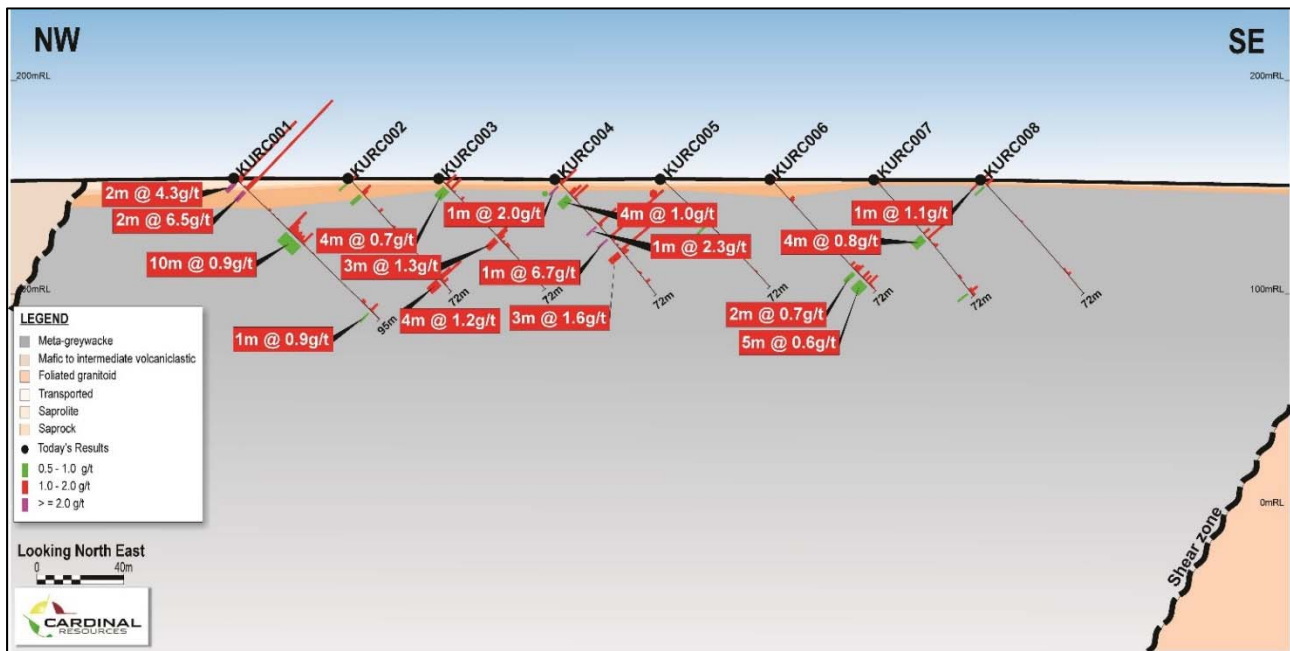 NW
SE
200mRL
200mRL
KURC001
KURC002
KURC003
KURC004
KURC005
KURC006
KURC007
KURC008
2m @ 4.3g/t
2m @ 6.5g/t
10m @ 0.9g/t
1m @ 0.9g/t
4m @ 0.7g/t
3m @ 1.3g/t
4m @ 1.2g/t
1m @ 2.0g/t
1m @ 6.7g/t
3m @ 1.6g/t
4m @ 1.0g/t
1m @ 2.3g/t
2m @ 0.7g/t
5m @ 0.6g/t
1m @ 1.1g/t
4m @ 0.8g/t
95m
72m
72m
72m
72m
72m
72m
72m
100mRL
0mRL
LEGEND
Meta-greywacke
Mafic to intermediate volcaniclastic
Foliated granitoid
Transported
Saprolite
Saprock
Today's Results
0.5 - 1.0 g/t
1.0 - 2.0 g/t
> = 2.0 g/t
Looking North East
0 40m
CARDINAL
RESOURCES
Shear zone